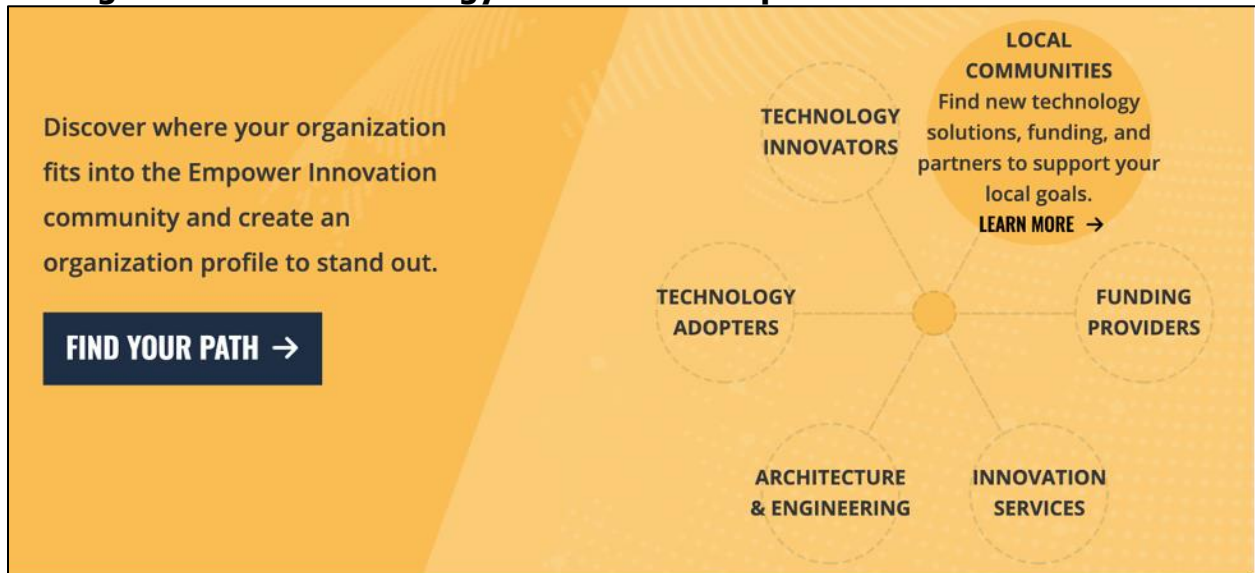 Discover where your organization
fits into the Empower Innovation
community and create an
organization profile to stand out.
FIND YOUR PATH →
LOCAL
COMMUNITIES
Find new technology
solutions, funding, and
partners to support your
local goals.
LEARN MORE →
TECHNOLOGY
INNOVATORS
TECHNOLOGY
ADOPTERS
FUNDING
PROVIDERS
ARCHITECTURE
& ENGINEERING
INNOVATION
SERVICES